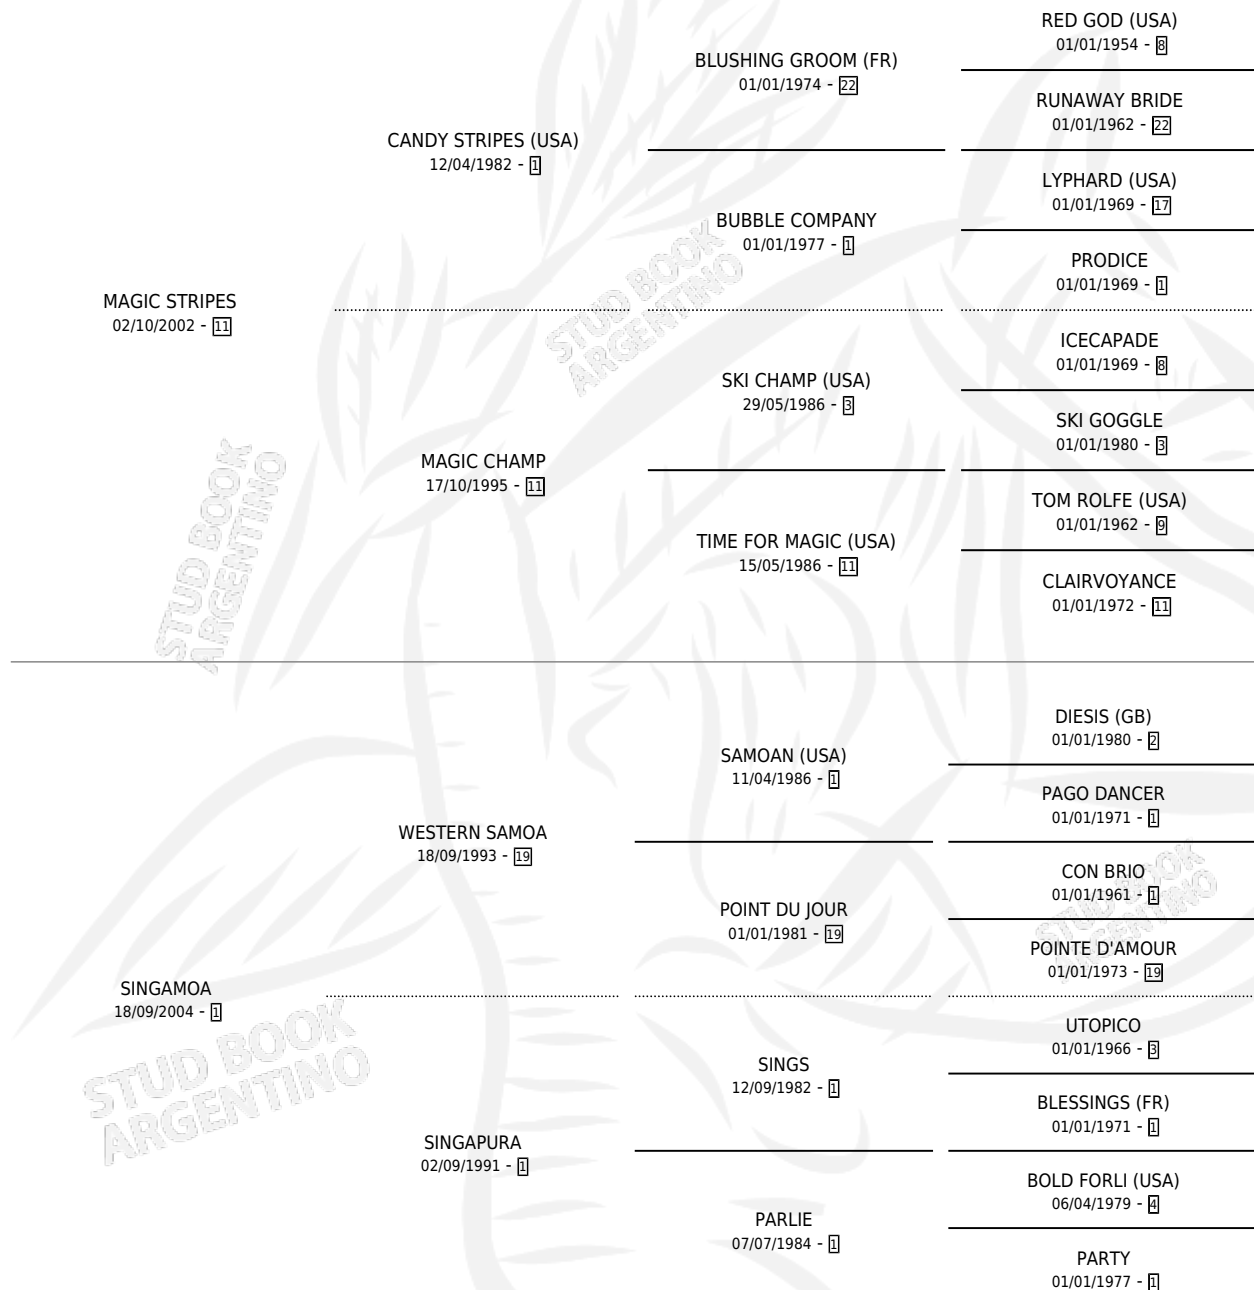 MAGIC STRIPES
02/10/2002 - 11
CANDY STRIPES (USA)
12/04/1982 - 1
BLUSHING GROOM (FR)
01/01/1974 - 22
RED GOD (USA)
01/01/1954 - 8
RUNAWAY BRIDE
01/01/1962 - 22
BUBBLE COMPANY
01/01/1977 - 1
LYPHARD (USA)
01/01/1969 - 17
PRODICE
01/01/1969 - 1
MAGIC CHAMP
17/10/1995 - 11
SKI CHAMP (USA)
29/05/1986 - 3
ICECAPADE
01/01/1969 - 8
SKI GOGGLE
01/01/1980 - 3
TIME FOR MAGIC (USA)
15/05/1986 - 11
TOM ROLFE (USA)
01/01/1962 - 9
CLAIRVOYANCE
01/01/1972 - 11
SINGAMOA
18/09/2004 - 1
WESTERN SAMOA
18/09/1993 - 19
SAMOAN (USA)
11/04/1986 - 1
DIESIS (GB)
01/01/1980 - 2
PAGO DANCER
01/01/1971 - 1
POINT DU JOUR
01/01/1981 - 19
CON BRIO
01/01/1961 - 1
POINTE D'AMOUR
01/01/1973 - 19
SINGAPURA
02/09/1991 - 1
SINGS
12/09/1982 - 1
UTOPICO
01/01/1966 - 3
BLESSINGS (FR)
01/01/1971 - 1
PARLIE
07/07/1984 - 1
BOLD FORLI (USA)
06/04/1979 - 4
PARTY
01/01/1977 - 1
STUD BOOK
ARGENTINO
STUD BOOK
ARGENTINO
STUD BOOK
ARGENTINO
STUD BOOK
ARGENTINO